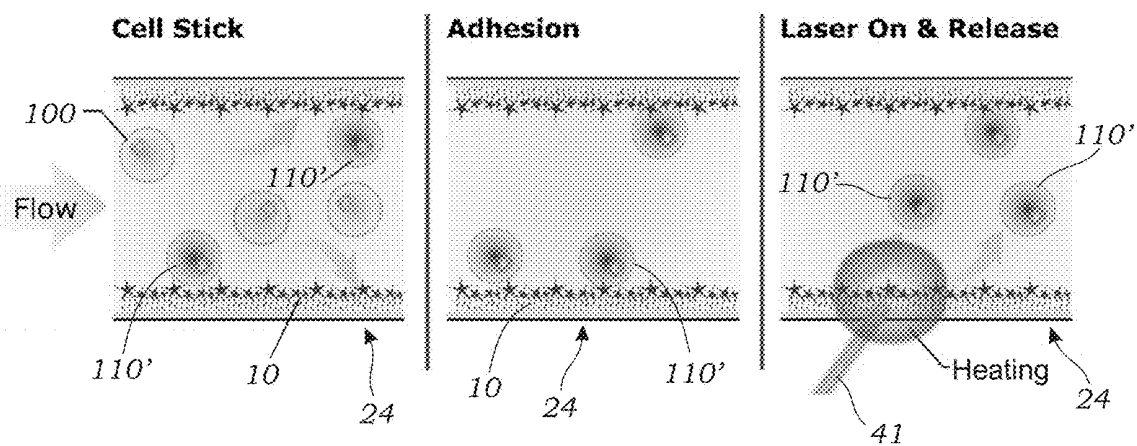 Cell Stick
Adhesion
Laser On & Release
100
110'
110'
110'
Flow
Heating
110'
10
24
10
24
110'
41
24